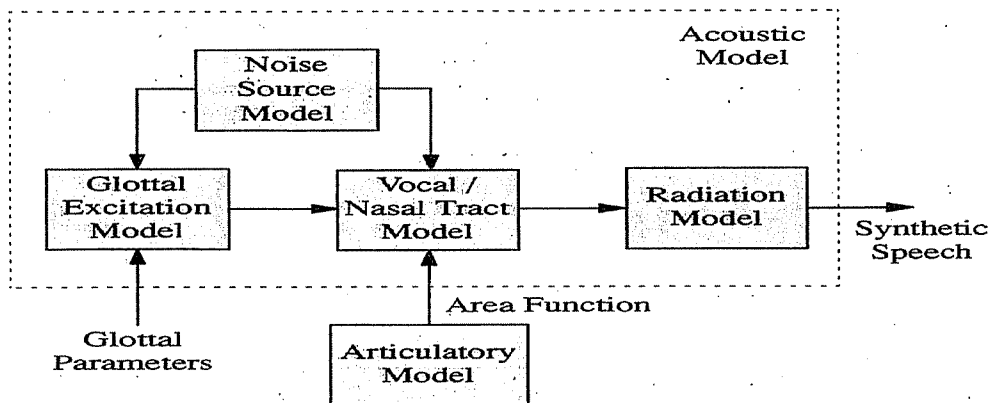 Acoustic
Model
Noise
Source
Model
Glottal
Excitation
Model
Vocal /
Nasal Tract
Model
Radiation
Model
Synthetic
Speech
Area Function
Glottal
Parameters
Articulatory
Model